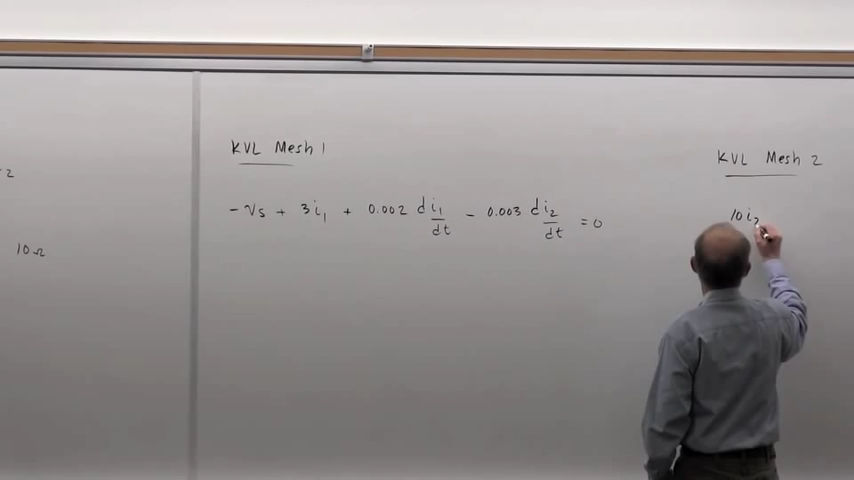 2
10Ω
KVL Mesh 1
-Vs + 3i₁ + 0.002 di₁/dt - 0.003 di₂/dt = 0
KVL Mesh 2
10i₂